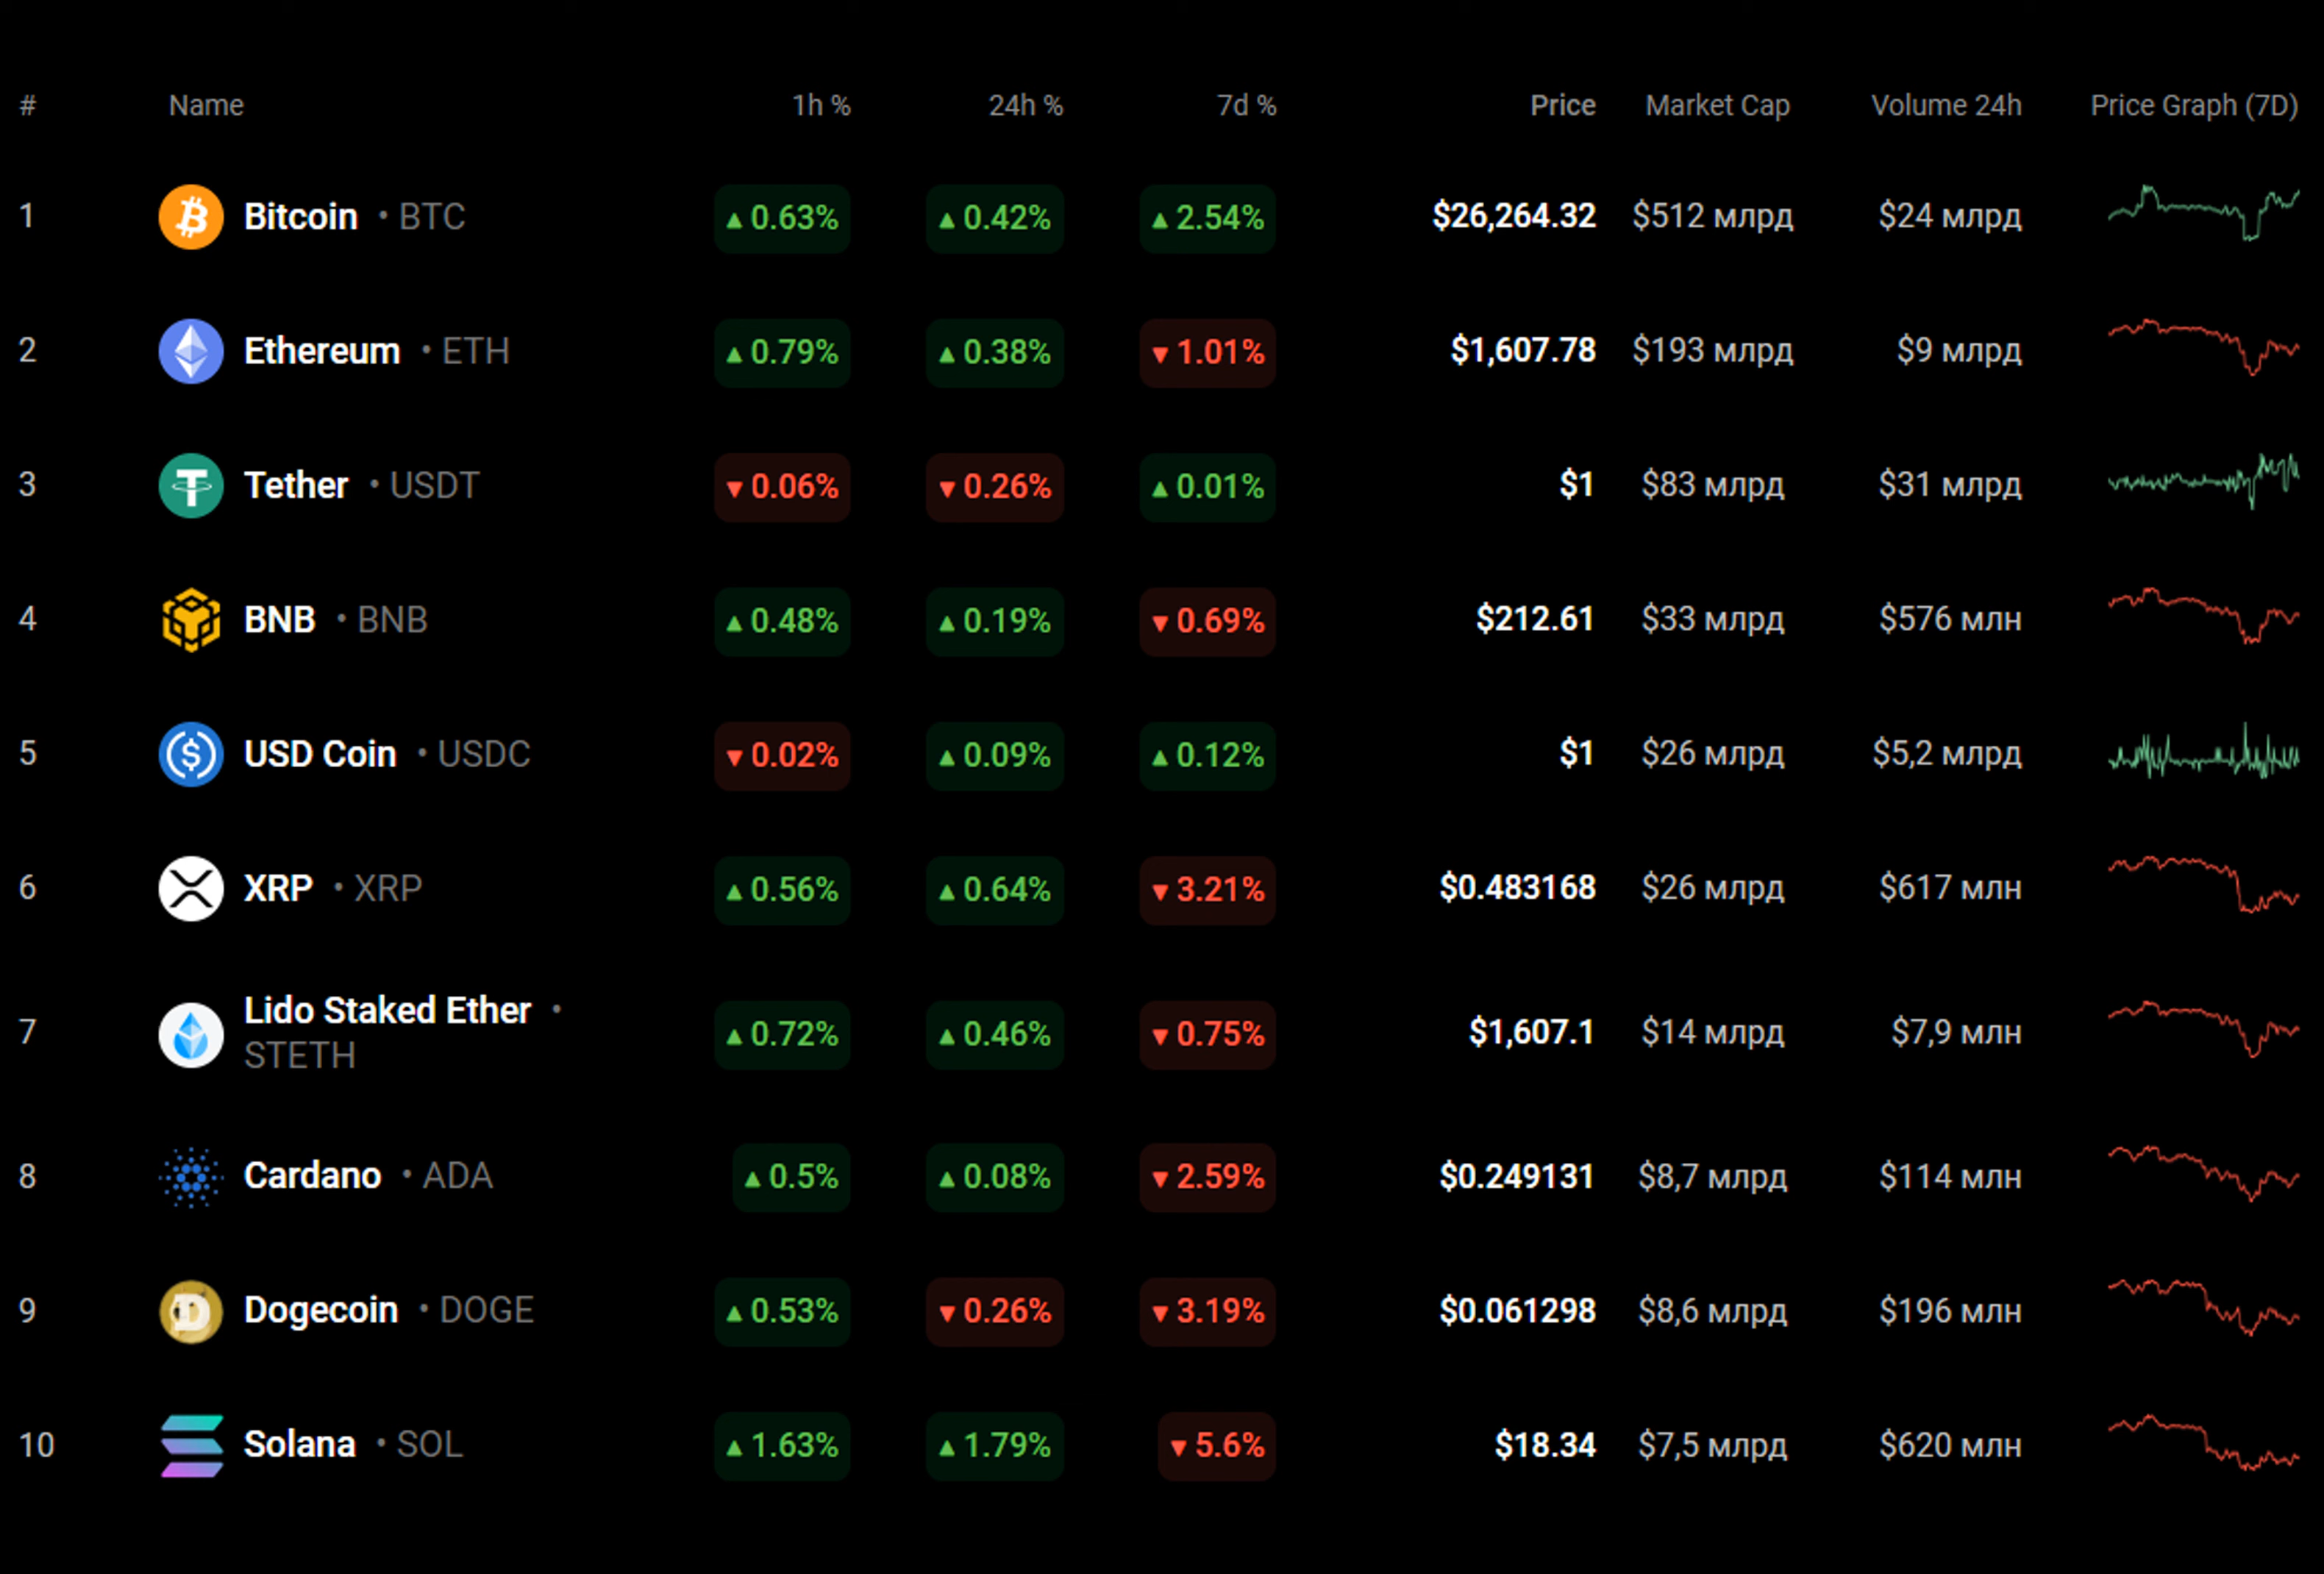 # Name 1h % 24h % 7d % Price Market Cap Volume 24h Price Graph (7D)
1 Bitcoin • BTC ▲ 0.63% ▲ 0.42% ▲ 2.54% $26,264.32 $512 млрд $24 млрд
2 Ethereum • ETH ▲ 0.79% ▲ 0.38% ▼ 1.01% $1,607.78 $193 млрд $9 млрд
3 Tether • USDT ▼ 0.06% ▼ 0.26% ▲ 0.01% $1 $83 млрд $31 млрд
4 BNB • BNB ▲ 0.48% ▲ 0.19% ▼ 0.69% $212.61 $33 млрд $576 млн
5 USD Coin • USDC ▼ 0.02% ▲ 0.09% ▲ 0.12% $1 $26 млрд $5,2 млрд
6 XRP • XRP ▲ 0.56% ▲ 0.64% ▼ 3.21% $0.483168 $26 млрд $617 млн
7 Lido Staked Ether •
STETH ▲ 0.72% ▲ 0.46% ▼ 0.75% $1,607.1 $14 млрд $7,9 млн
8 Cardano • ADA ▲ 0.5% ▲ 0.08% ▼ 2.59% $0.249131 $8,7 млрд $114 млн
9 Dogecoin • DOGE ▲ 0.53% ▼ 0.26% ▼ 3.19% $0.061298 $8,6 млрд $196 млн
10 Solana • SOL ▲ 1.63% ▲ 1.79% ▼ 5.6% $18.34 $7,5 млрд $620 млн